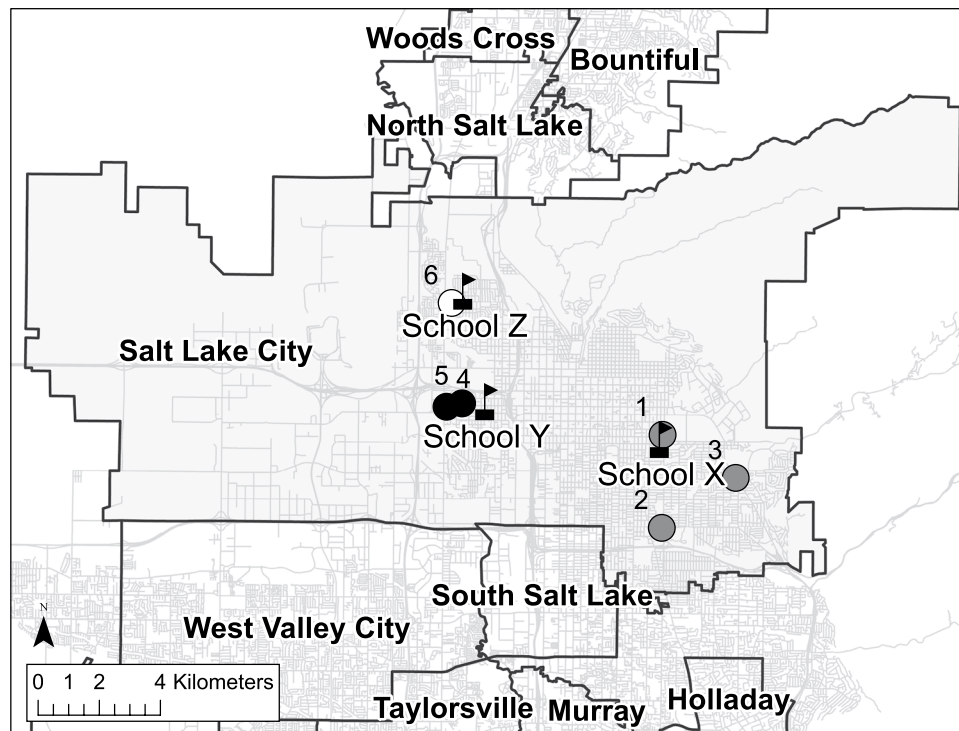 Woods Cross
Bountiful
North Salt Lake
6
School Z
Salt Lake City
5 4
School Y
1
3
School X
2
South Salt Lake
West Valley City
N
0 1 2 4 Kilometers
Taylorsville
Murray
Holladay